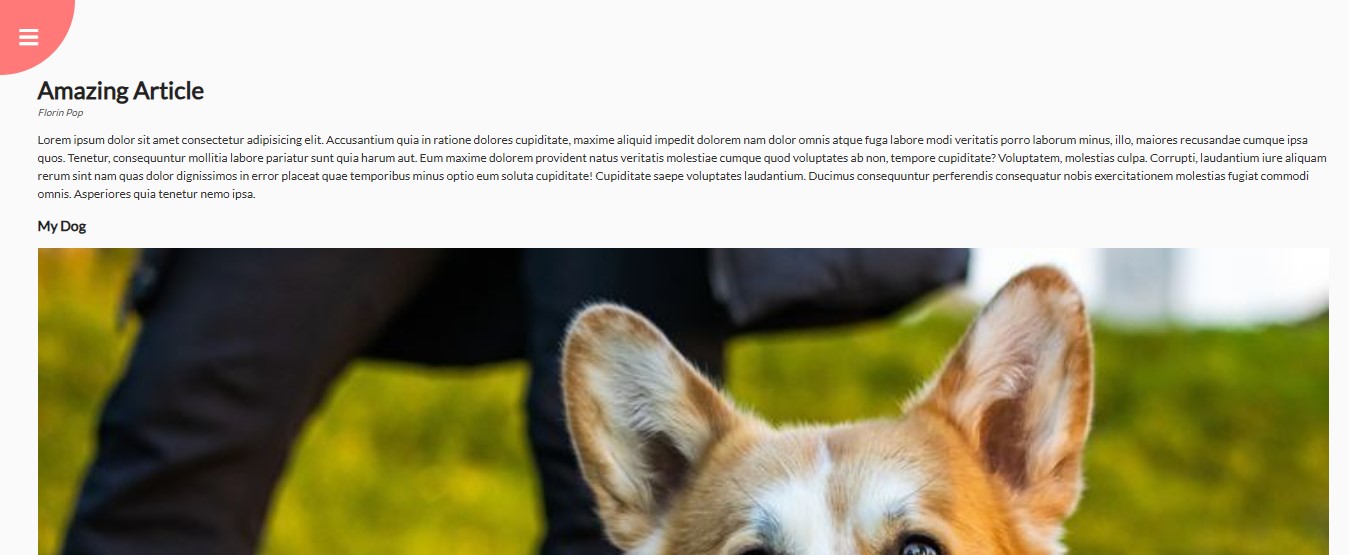 Amazing Article
Florin Pop
Lorem ipsum dolor sit amet consectetur adipisicing elit. Accusantium quia in ratione dolores cupiditate, maxime aliquid impedit dolorem nam dolor omnis atque fuga labore modi veritatis porro laborum minus, illo, maiores recusandae cumque ipsa
quos. Tenetur, consequuntur mollitia labore pariatur sunt quia harum aut. Eum maxime dolorem provident natus veritatis molestiae cumque quod voluptates ab non, tempore cupiditate? Voluptatem, molestias culpa. Corrupti, laudantium iure aliquam
rerum sint nam quas dolor dignissimos in error placeat quae temporibus minus optio eum soluta cupiditate! Cupiditate saepe voluptates laudantium. Ducimus consequuntur perferendis consequatur nobis exercitationem molestias fugiat commodi
omnis. Asperiores quia tenetur nemo ipsa.
My Dog